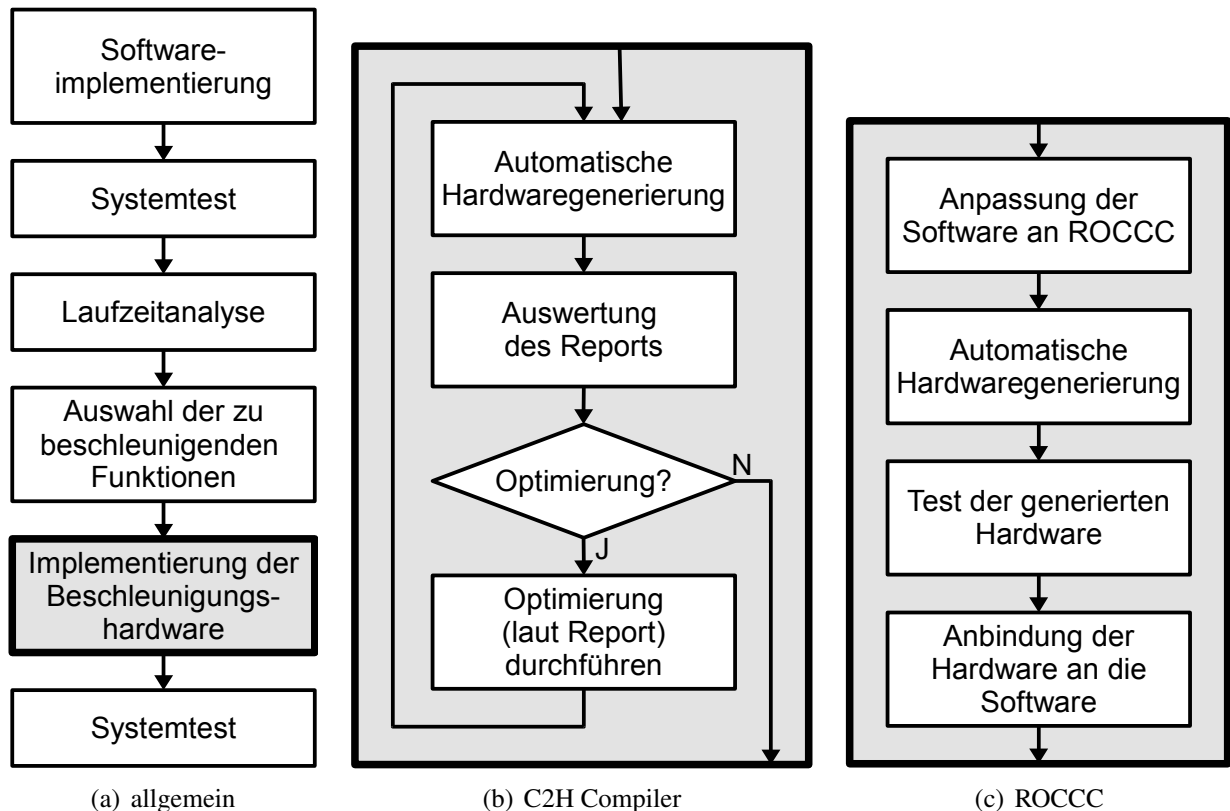 Software-
implementierung
Systemtest
Laufzeitanalyse
Auswahl der zu
beschleunigenden
Funktionen
Implementierung der
Beschleunigungs-
hardware
Systemtest
(a) allgemein
Automatische
Hardwaregenerierung
Auswertung
des Reports
Optimierung?
N
J
Optimierung
(laut Report)
durchführen
(b) C2H Compiler
Anpassung der
Software an ROCCC
Automatische
Hardwaregenerierung
Test der generierten
Hardware
Anbindung der
Hardware an die
Software
(c) ROCCC